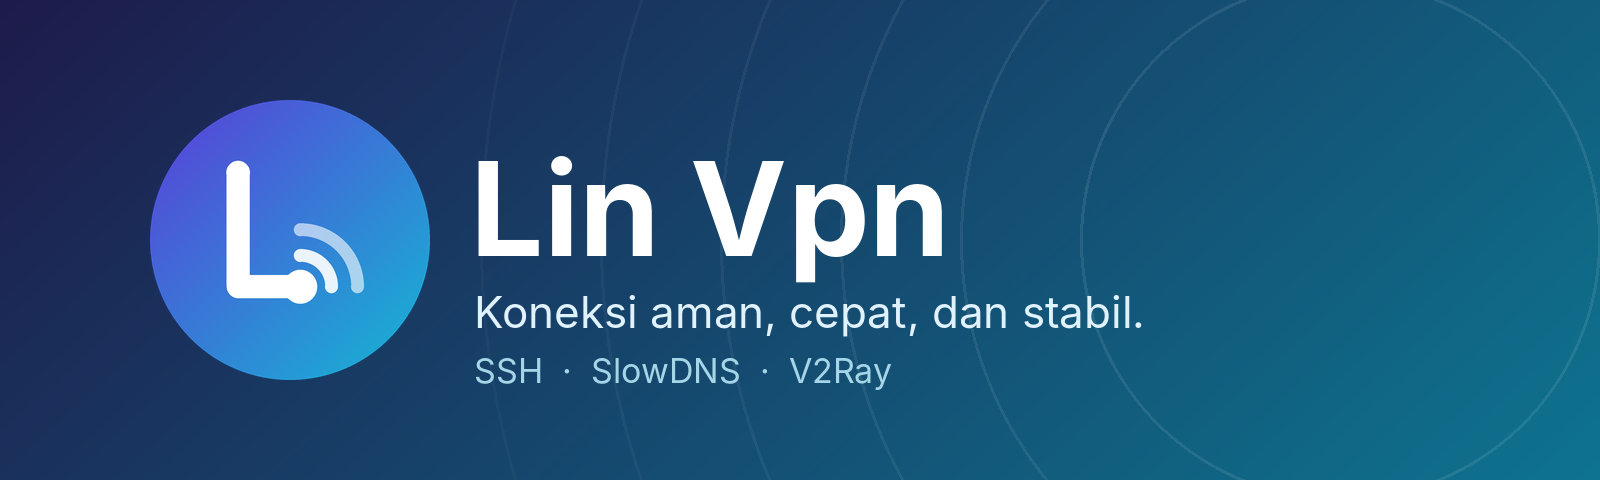 Lin Vpn
Koneksi aman, cepat, dan stabil.
SSH · SlowDNS · V2Ray